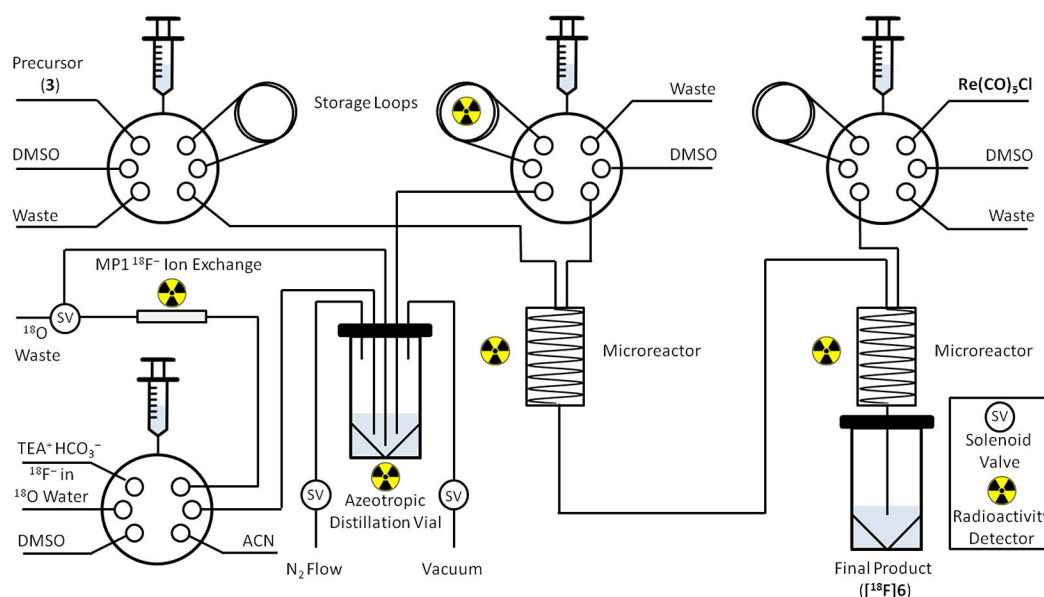 Precursor
(3)
DMSO
Waste
Storage Loops
Waste
DMSO
Re(CO)₅Cl
DMSO
Waste
MP1 ¹⁸F⁻ Ion Exchange
SV
¹⁸O
Waste
Microreactor
Microreactor
TEA⁺HCO₃⁻
¹⁸F⁻ in
¹⁸O Water
DMSO
ACN
SV
SV
Azeotropic
Distillation Vial
N₂ Flow
Vacuum
Final Product
([¹⁸F]6)
SV
Solenoid
Valve
Radioactivity
Detector